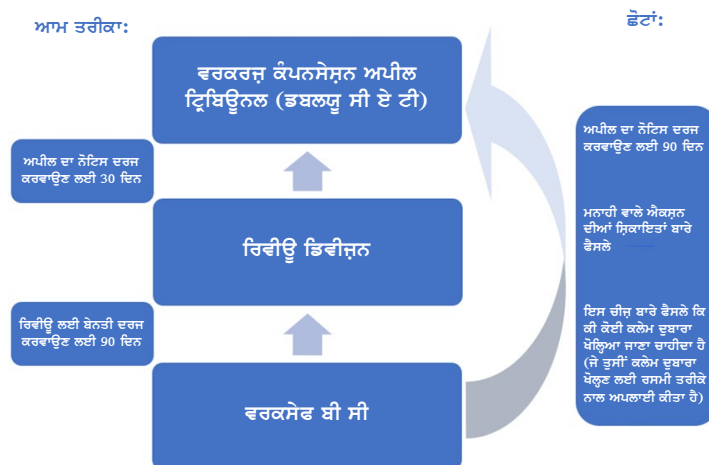 ਆਮ ਤਰੀਕਾ:
ਛੋਟਾਂ:
ਵਰਕਰਜ਼ ਕੰਪਨਸੇਸ਼ਨ ਅਪੀਲ
ਟ੍ਰਿਬਿਊਨਲ (ਡਬਲਯੂ ਸੀ ਏ ਟੀ)
ਅਪੀਲ ਦਾ ਨੋਟਿਸ ਦਰਜ
ਕਰਵਾਉਣ ਲਈ 30 ਦਿਨ
ਰਿਵੀਊ ਡਿਵੀਜ਼ਨ
ਰਿਵੀਊ ਲਈ ਬੇਨਤੀ ਦਰਜ
ਕਰਵਾਉਣ ਲਈ 90 ਦਿਨ
ਵਰਕਸੇਫ ਬੀ ਸੀ
ਅਪੀਲ ਦਾ ਨੋਟਿਸ ਦਰਜ
ਕਰਵਾਉਣ ਲਈ 90 ਦਿਨ
ਮਨਾਹੀ ਵਾਲੇ ਐਕਸ਼ਨ
ਦੀਆਂ ਸ਼ਿਕਾਇਤਾਂ ਬਾਰੇ
ਫੈਸਲੇ
ਇਸ ਚੀਜ਼ ਬਾਰੇ ਫੈਸਲੇ ਕਿ
ਕੀ ਕੋਈ ਕਲੇਮ ਦੁਬਾਰਾ
ਖੋਲ੍ਹਿਆ ਜਾਣਾ ਚਾਹੀਦਾ ਹੈ
(ਜੇ ਤੁਸੀਂ ਕਲੇਮ ਦੁਬਾਰਾ
ਖੋਲ੍ਹਣ ਲਈ ਰਸਮੀ ਤਰੀਕੇ
ਨਾਲ ਅਪਲਾਈ ਕੀਤਾ ਹੈ)